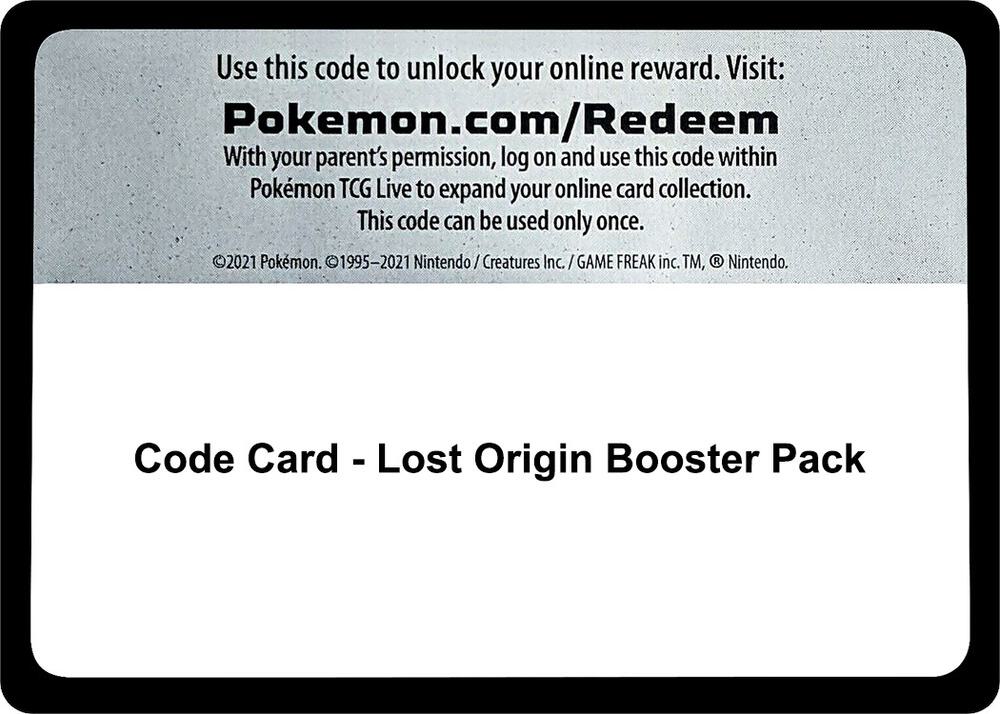 Use this code to unlock your online reward. Visit:
Pokemon.com/Redeem
With your parent's permission, log on and use this code within
Pokémon TCG Live to expand your online card collection.
This code can be used only once.
©2021 Pokémon. ©1995–2021 Nintendo / Creatures Inc. / GAME FREAK inc. TM, ® Nintendo.
Code Card - Lost Origin Booster Pack